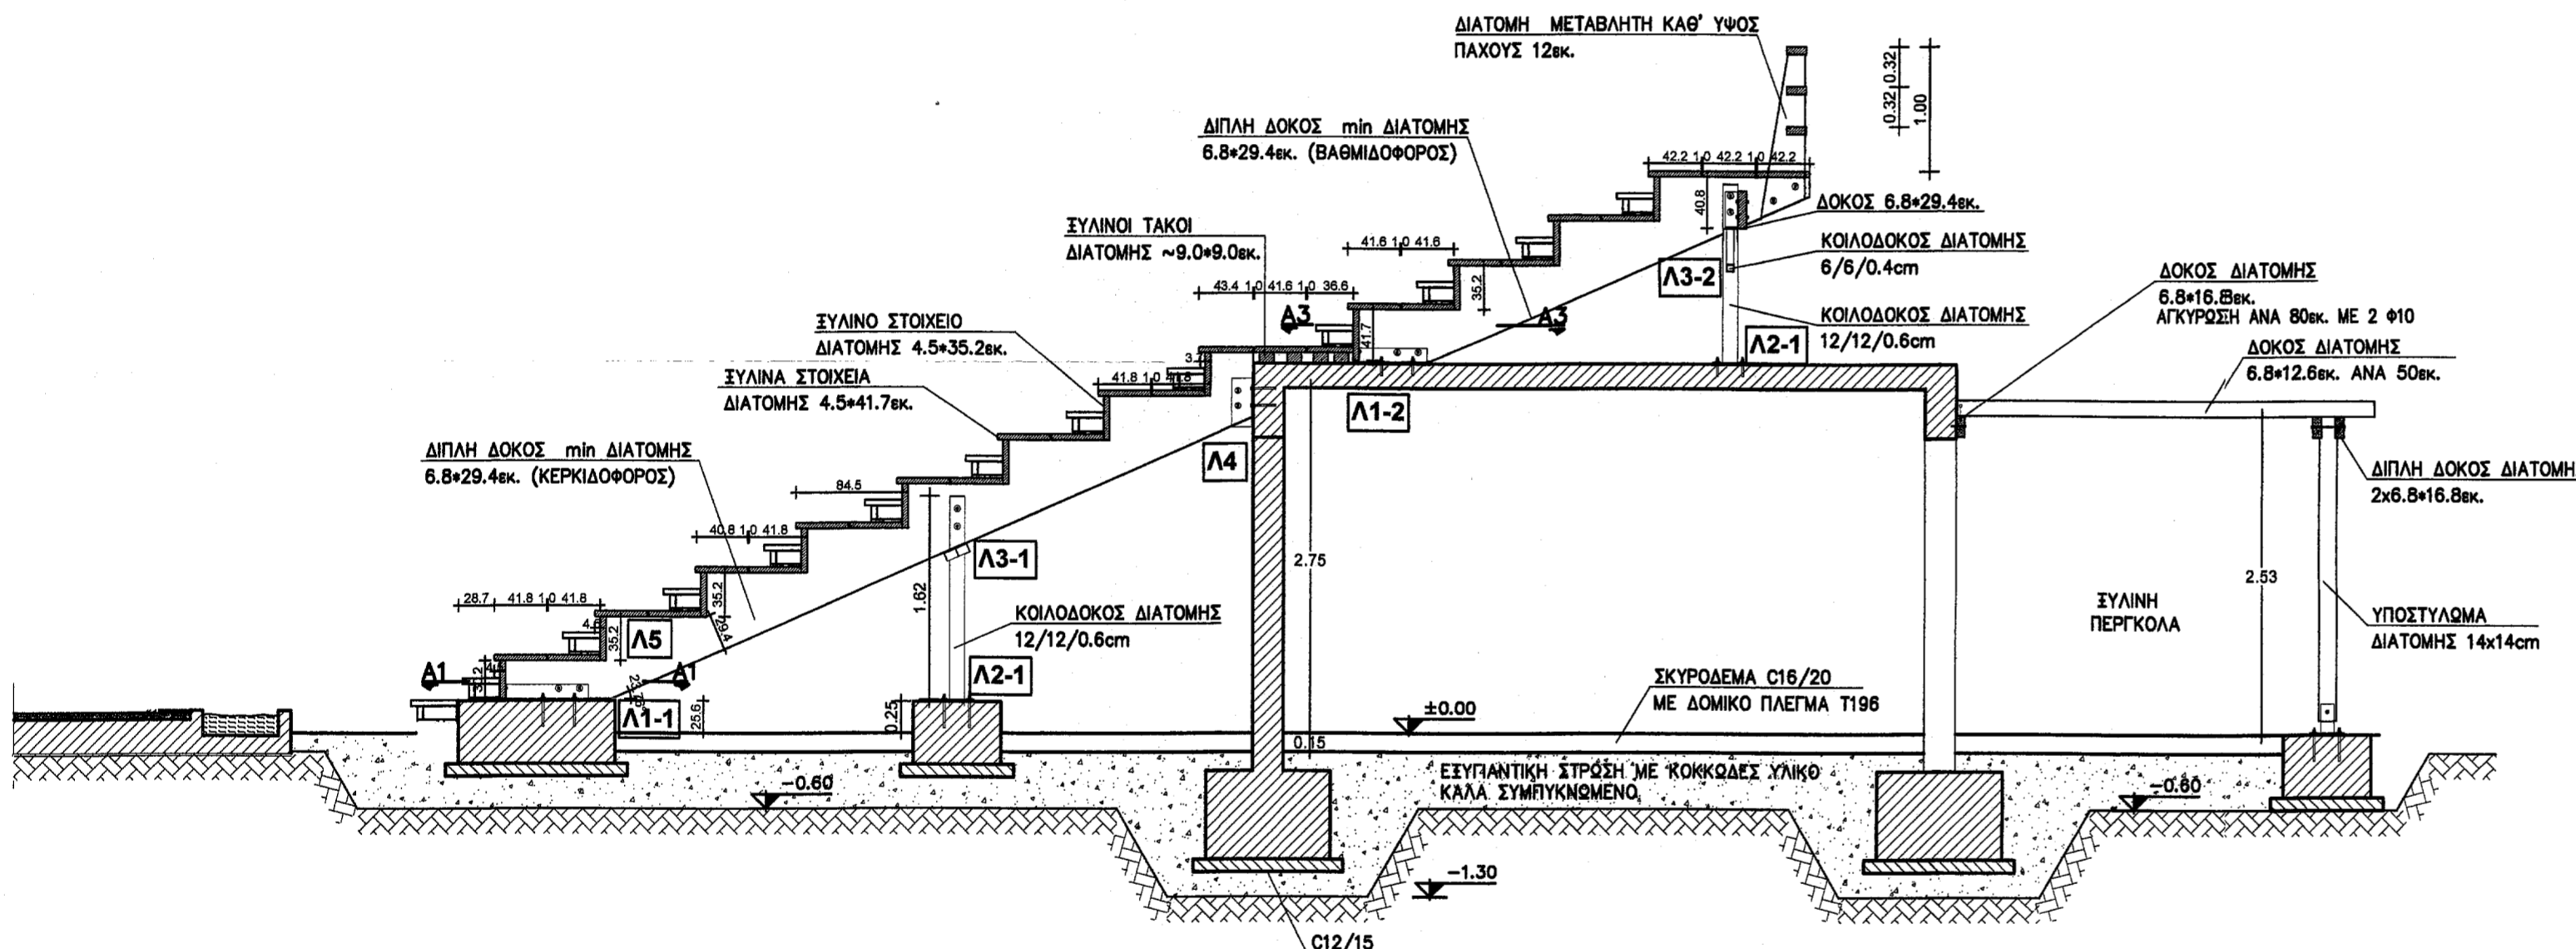 ΔΙΑΤΟΜΗ ΜΕΤΑΒΛΗΤΗ ΚΑΘ' ΥΨΟΣ
ΠΑΧΟΥΣ 12εκ.
0.32
0.32
1.00
ΔΙΠΛΗ ΔΟΚΟΣ min ΔΙΑΤΟΜΗΣ
6.8*29.4εκ. (ΒΑΘΜΙΔΟΦΟΡΟΣ)
42.2 1.0 42.2 1.0 42.2
40.8
ΔΟΚΟΣ 6.8*29.4εκ.
ΞΥΛΙΝΟΙ ΤΑΚΟΙ
ΔΙΑΤΟΜΗΣ ~9.0*9.0εκ.
41.6 1.0 41.6
35.2
Λ3-2
ΚΟΙΛΟΔΟΚΟΣ ΔΙΑΤΟΜΗΣ
6/6/0.4cm
ΔΟΚΟΣ ΔΙΑΤΟΜΗΣ
6.8*16.8εκ.
ΑΓΚΥΡΩΣΗ ΑΝΑ 80εκ. ΜΕ 2 Φ10
43.4 1.0 41.6 1.0 36.6
Α3
Α3
41.7
ΚΟΙΛΟΔΟΚΟΣ ΔΙΑΤΟΜΗΣ
12/12/0.6cm
Λ2-1
ΞΥΛΙΝΟ ΣΤΟΙΧΕΙΟ
ΔΙΑΤΟΜΗΣ 4.5*35.2εκ.
ΔΟΚΟΣ ΔΙΑΤΟΜΗΣ
6.8*12.6εκ. ΑΝΑ 50εκ.
ΞΥΛΙΝΑ ΣΤΟΙΧΕΙΑ
ΔΙΑΤΟΜΗΣ 4.5*41.7εκ.
41.8 1.0 41.8
Λ1-2
Λ4
ΔΙΠΛΗ ΔΟΚΟΣ min ΔΙΑΤΟΜΗΣ
6.8*29.4εκ. (ΚΕΡΚΙΔΟΦΟΡΟΣ)
84.5
ΔΙΠΛΗ ΔΟΚΟΣ ΔΙΑΤΟΜΗ
2x6.8*16.8εκ.
40.8 1.0 41.8
Λ3-1
2.75
2.53
1.62
28.7 41.8 1.0 41.8
35.2
29.4
ΚΟΙΛΟΔΟΚΟΣ ΔΙΑΤΟΜΗΣ
12/12/0.6cm
ΞΥΛΙΝΗ
ΠΕΡΓΚΟΛΑ
ΥΠΟΣΤΥΛΩΜΑ
ΔΙΑΤΟΜΗΣ 14x14cm
35.2
Λ5
Α1
Α1
Λ2-1
ΣΚΥΡΟΔΕΜΑ C16/20
ΜΕ ΔΟΜΙΚΟ ΠΛΕΓΜΑ Τ196
Λ1-1
25.6
0.25
±0.00
0.15
ΕΞΥΓΙΑΝΤΙΚΗ ΣΤΡΩΣΗ ΜΕ ΚΟΚΚΩΔΕΣ ΥΛΙΚΟ
ΚΑΛΑ ΣΥΜΠΥΚΝΩΜΕΝΟ
-0.60
-0.60
-1.30
C12/15